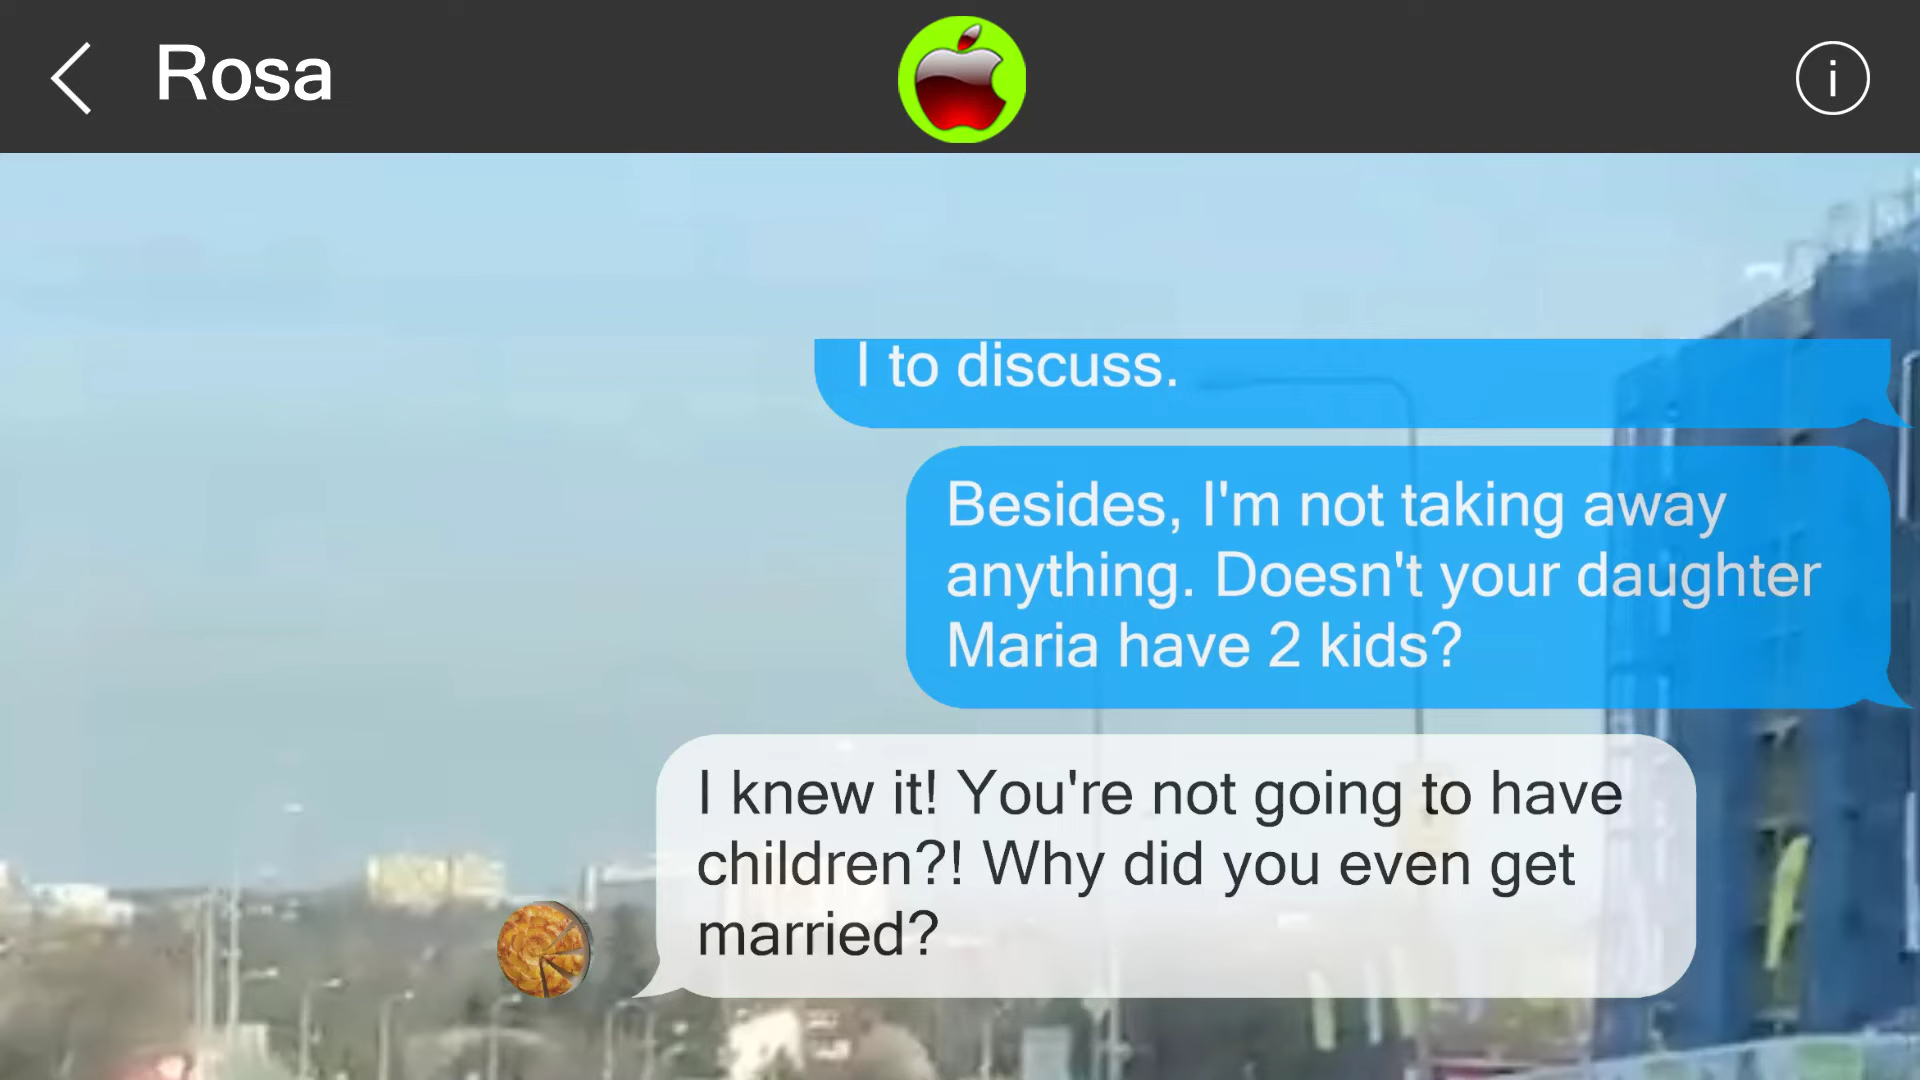 Rosa
i
I to discuss.
Besides, I'm not taking away
anything. Doesn't your daughter
Maria have 2 kids?
I knew it! You're not going to have
children?! Why did you even get
married?